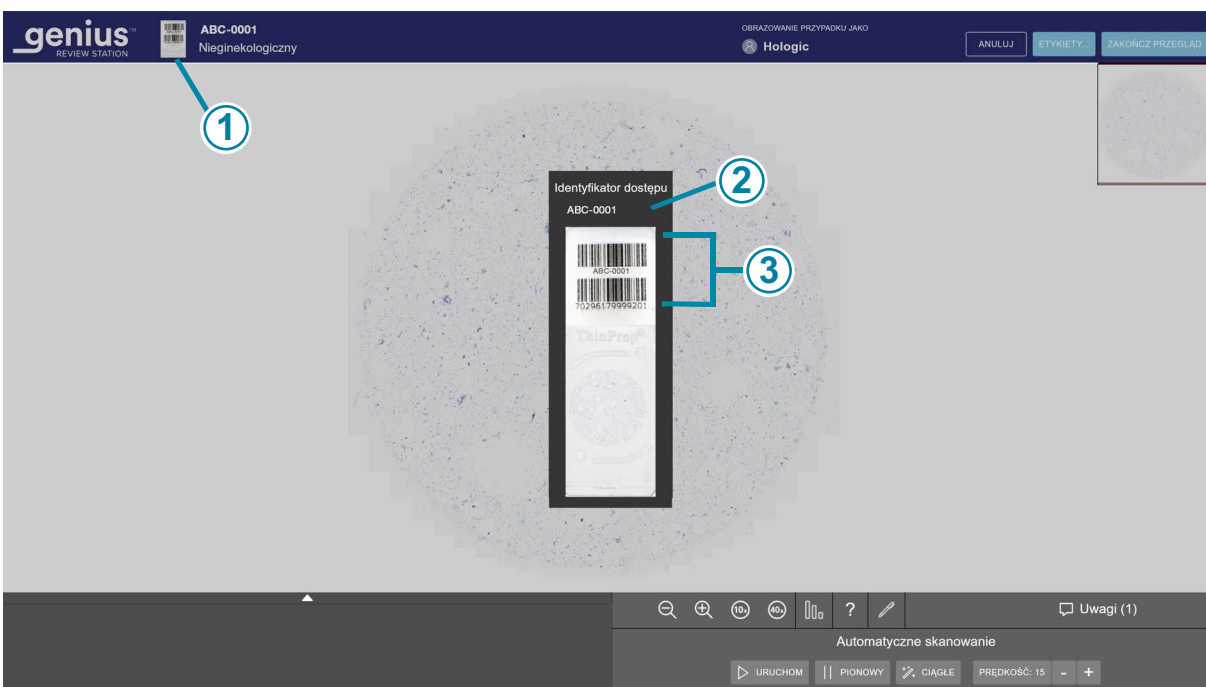 genius™
REVIEW STATION
ABC-0001
Nieginekologiczny
OBRAZOWANIE PRZYPADKU JAKO
Hologic
ANULUJ
ETYKIETY...
ZAKOŃCZ PRZEGLĄD
1
Identyfikator dostępu
ABC-0001
2
ABC-0001
70296179999201
3
ThinPrep®
10x
40x
?
Uwagi (1)
Automatyczne skanowanie
URUCHOM
PIONOWY
CIĄGŁE
PRĘDKOŚĆ: 15
-
+